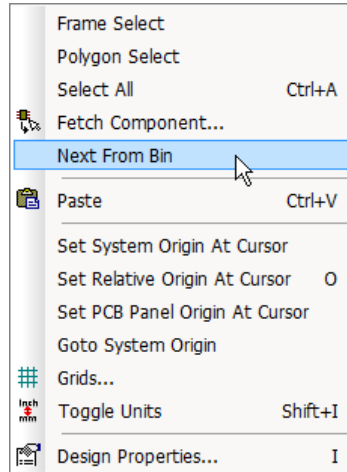 Frame Select
Polygon Select
Select All Ctrl+A
Fetch Component...
Next From Bin
Paste Ctrl+V
Set System Origin At Cursor
Set Relative Origin At Cursor O
Set PCB Panel Origin At Cursor
Goto System Origin
Grids...
Inch
mm
Toggle Units Shift+I
Design Properties... I